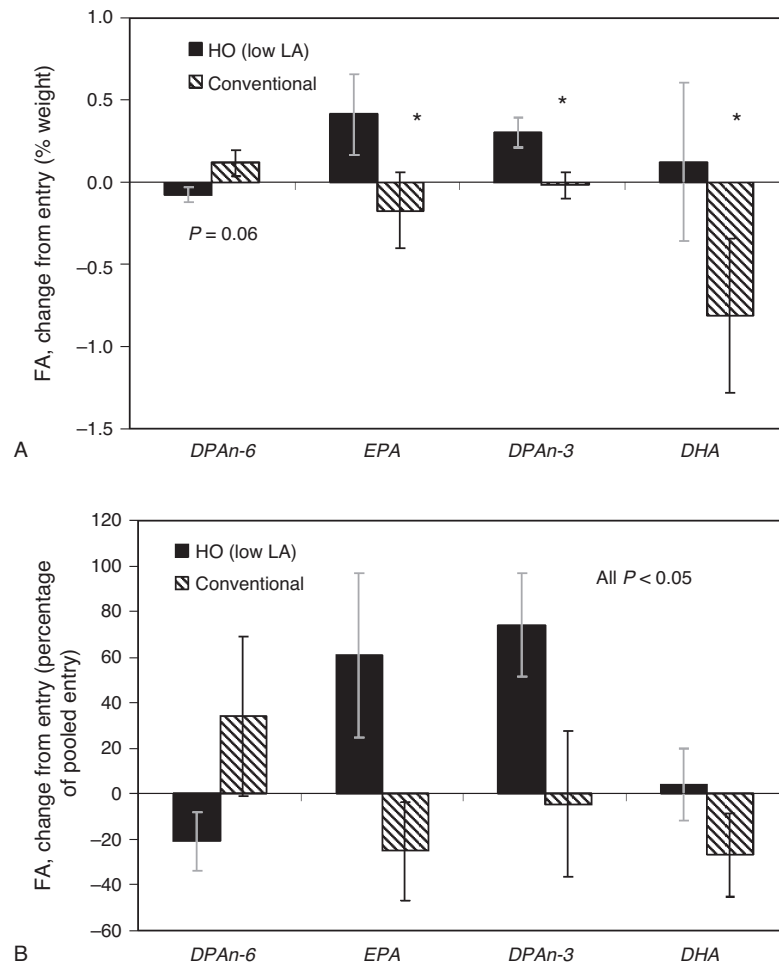 1.0
HO (low LA)
Conventional
0.5
*
*
*
0.0
P = 0.06
–0.5
–1.0
–1.5
FA, change from entry (% weight)
A
DPAn-6 EPA DPAn-3 DHA
120
100
HO (low LA)
Conventional
All P < 0.05
80
60
40
20
0
–20
–40
–60
FA, change from entry (percentage
of pooled entry)
B
DPAn-6 EPA DPAn-3 DHA